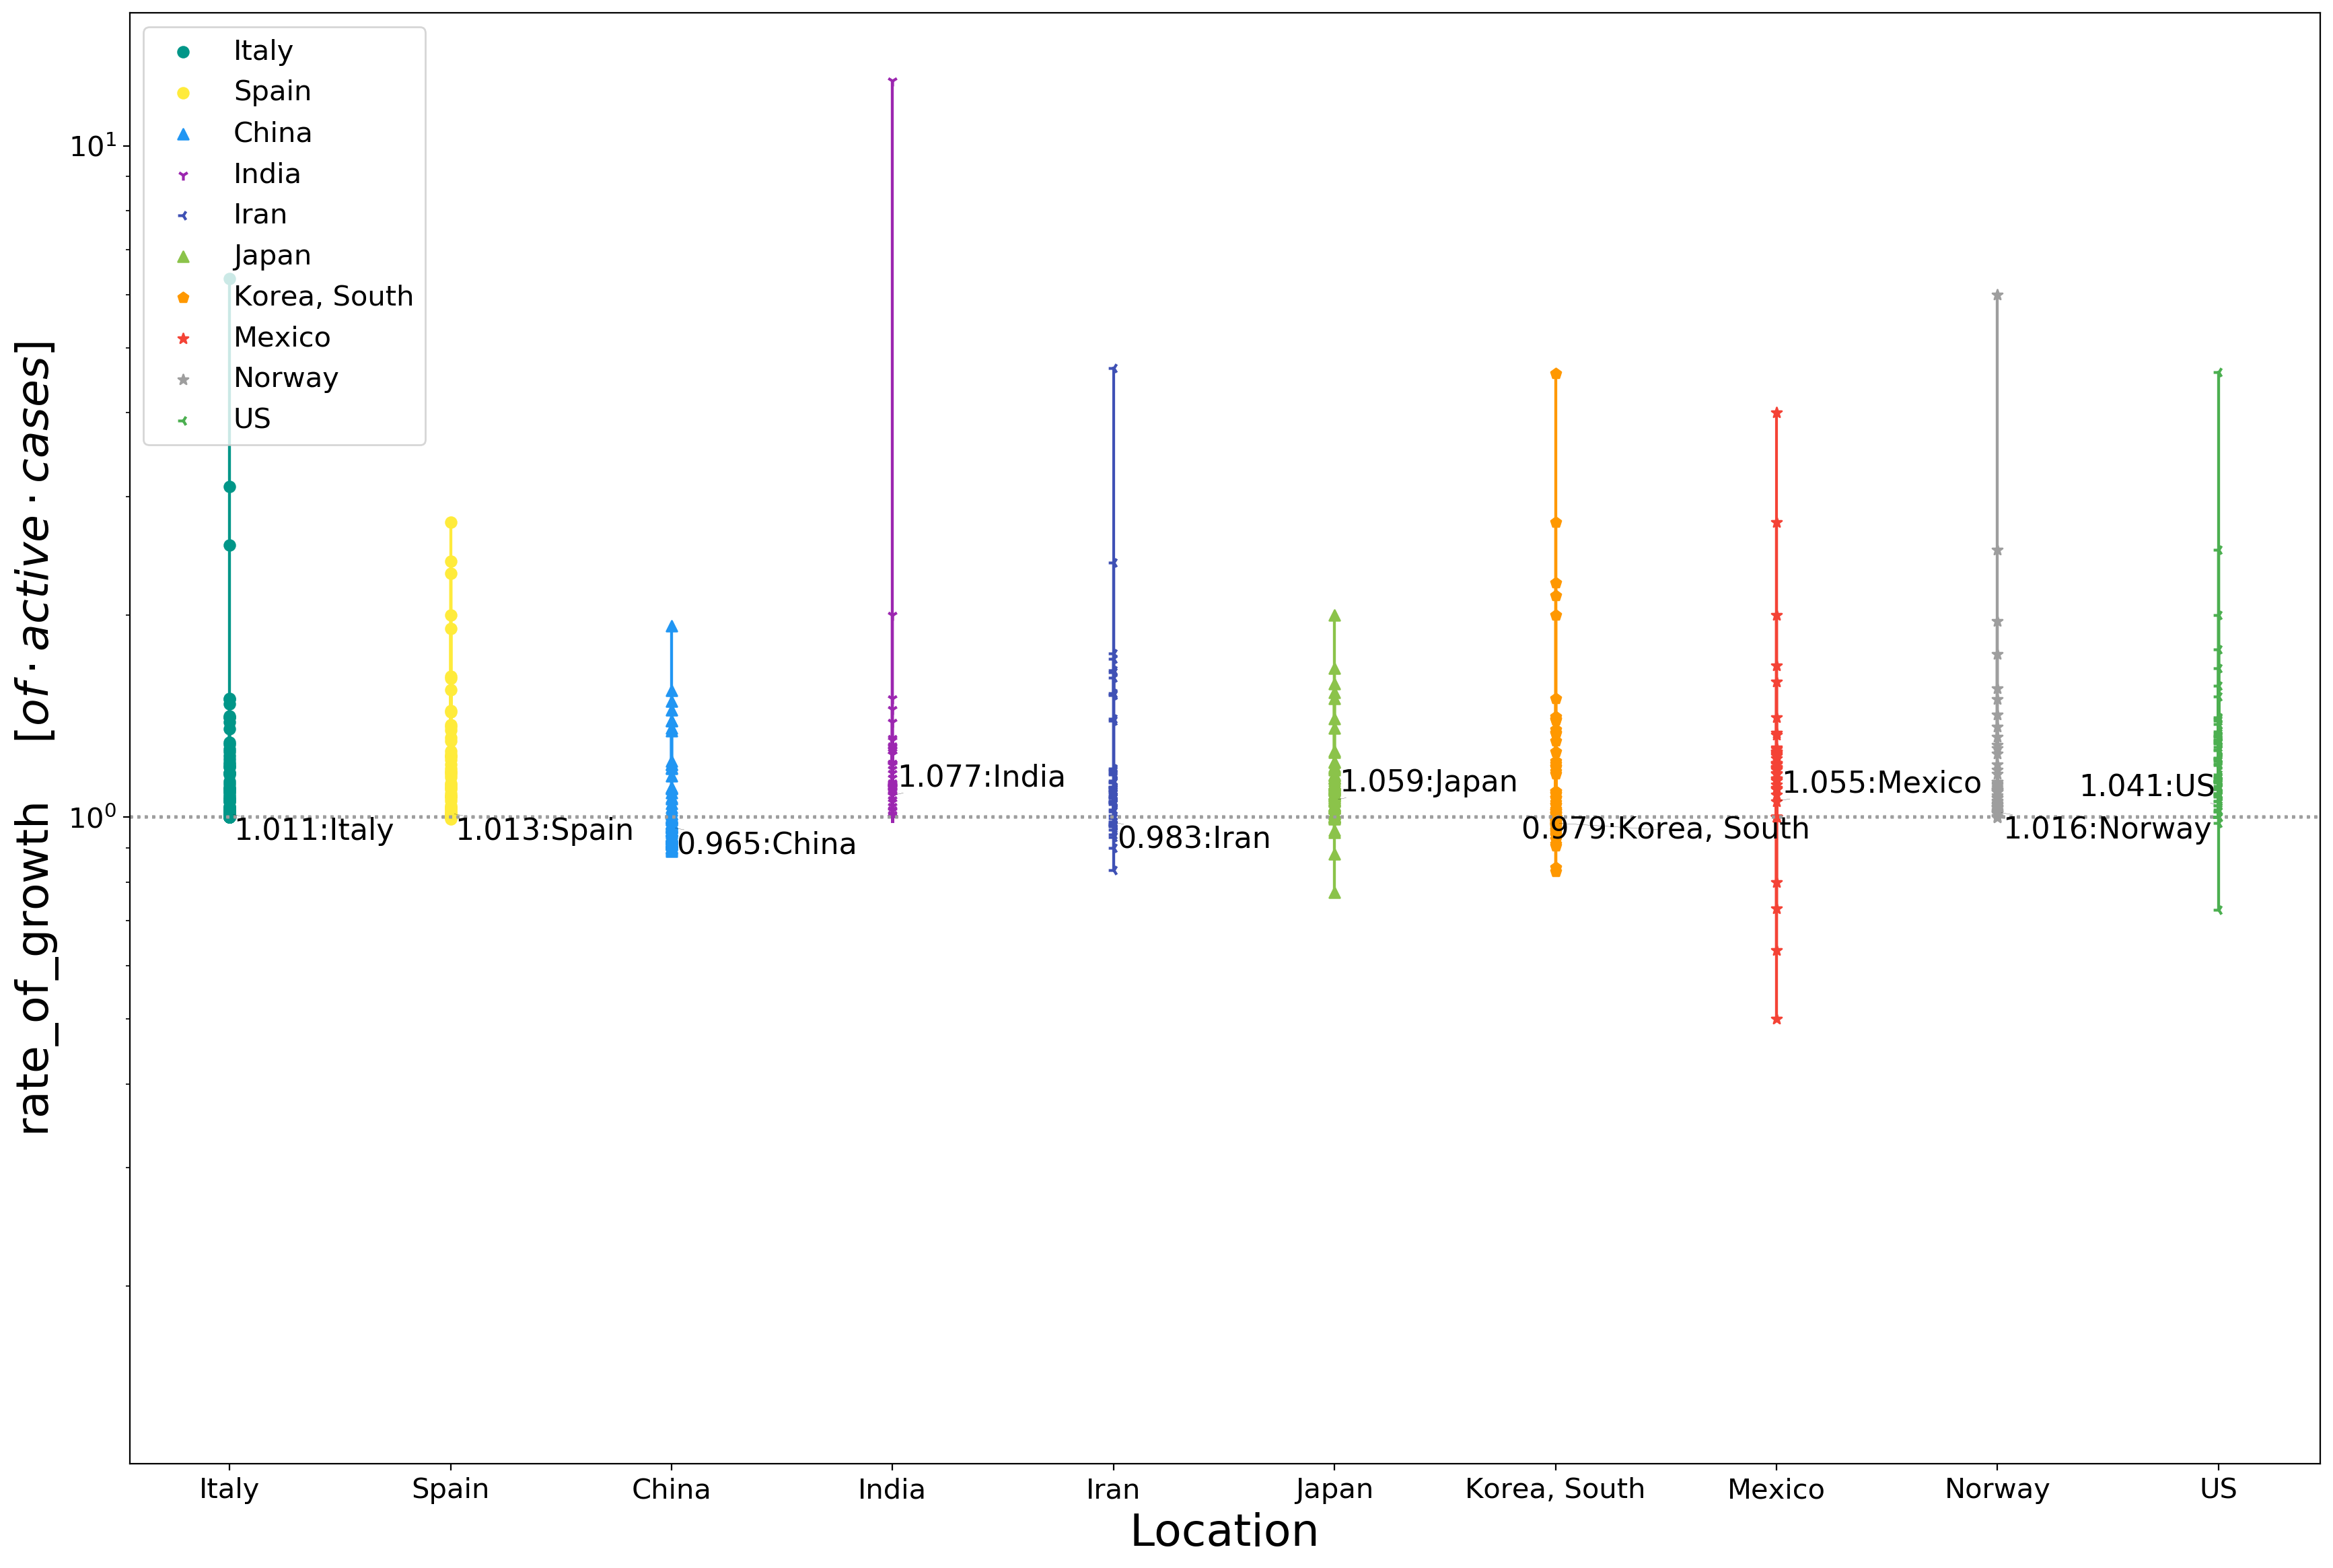 Italy
Spain
China
India
Iran
Japan
Korea, South
Mexico
Norway
US
10¹
10⁰
rate_of_growth [of·active·cases]
1.011:Italy
1.013:Spain
0.965:China
1.077:India
0.983:Iran
1.059:Japan
0.979:Korea, South
1.055:Mexico
1.016:Norway
1.041:US
Italy Spain China India Iran Japan Korea, South Mexico Norway US
Location